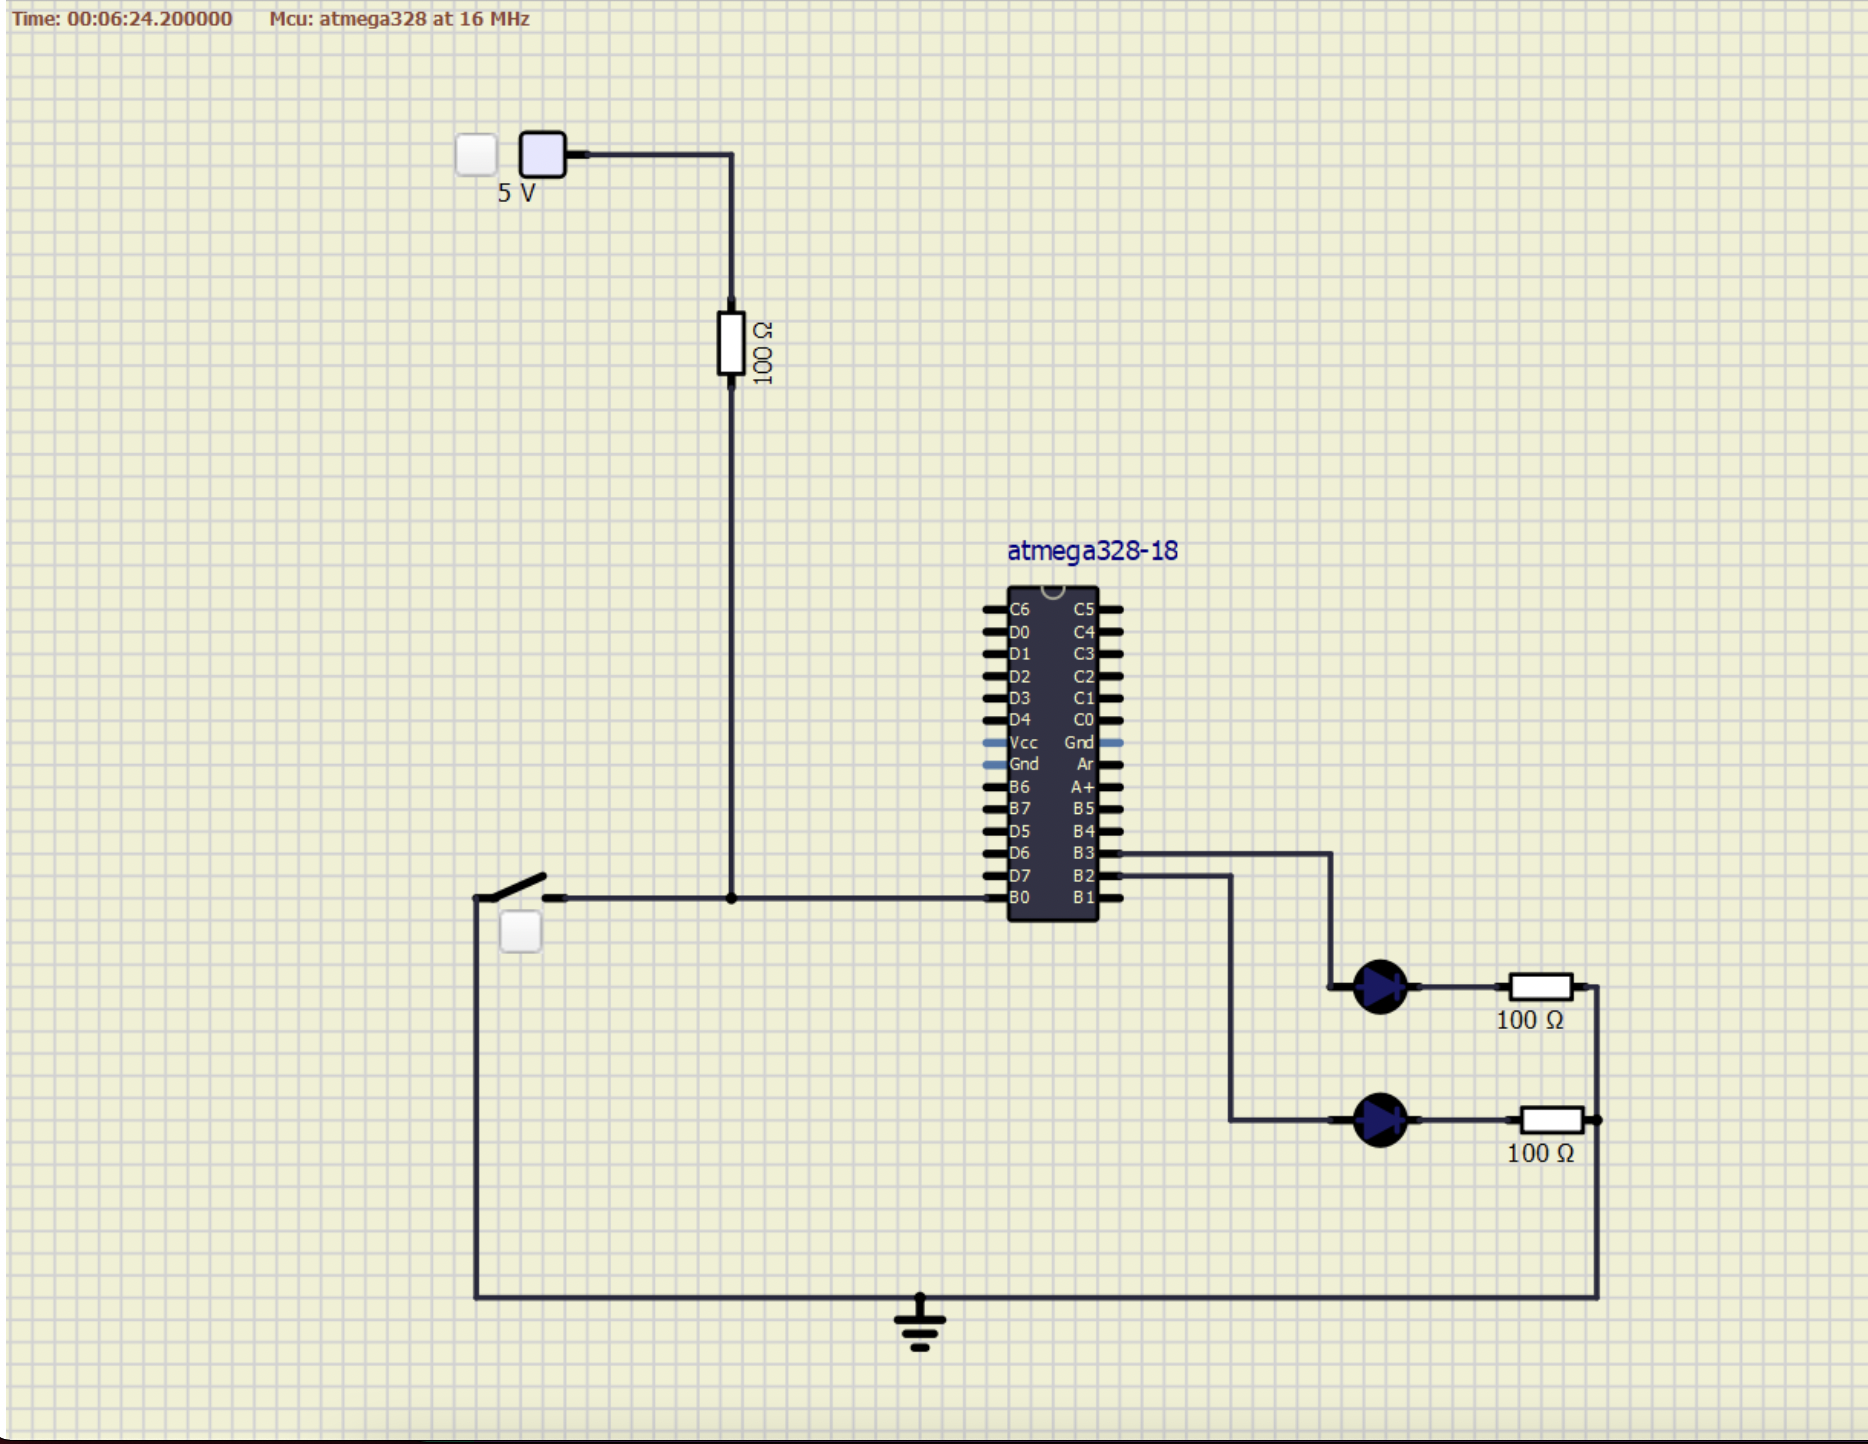 Time: 00:06:24.200000 Mcu: atmega328 at 16 MHz
5 V
100 Ω
atmega328-18
C6 C5
D0 C4
D1 C3
D2 C2
D3 C1
D4 C0
Vcc Gnd
Gnd Ar
B6 A+
B7 B5
D5 B4
D6 B3
D7 B2
B0 B1
100 Ω
100 Ω